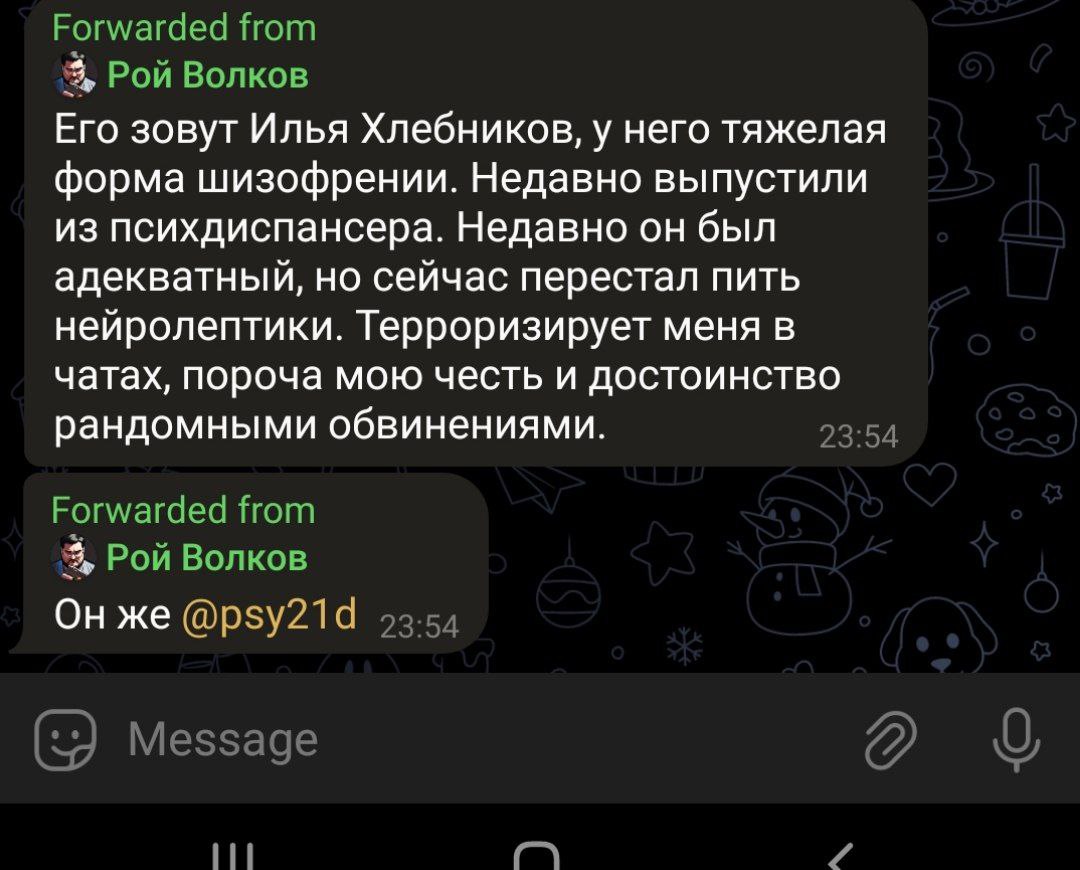 Forwarded from
Рой Волков
Его зовут Илья Хлебников, у него тяжелая
форма шизофрении. Недавно выпустили
из психдиспансера. Недавно он был
адекватный, но сейчас перестал пить
нейролептики. Терроризирует меня в
чатах, пороча мою честь и достоинство
рандомными обвинениями.
23:54
Forwarded from
Рой Волков
Он же @psy21d 23:54
Message